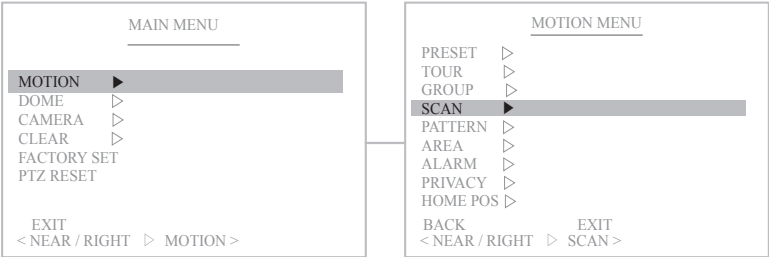 MAIN MENU
MOTION ▶
DOME ▷
CAMERA ▷
CLEAR ▷
FACTORY SET
PTZ RESET
EXIT
< NEAR / RIGHT ▷ MOTION >
MOTION MENU
PRESET ▷
TOUR ▷
GROUP ▷
SCAN ▶
PATTERN ▷
AREA ▷
ALARM ▷
PRIVACY ▷
HOME POS ▷
BACK EXIT
< NEAR / RIGHT ▷ SCAN >